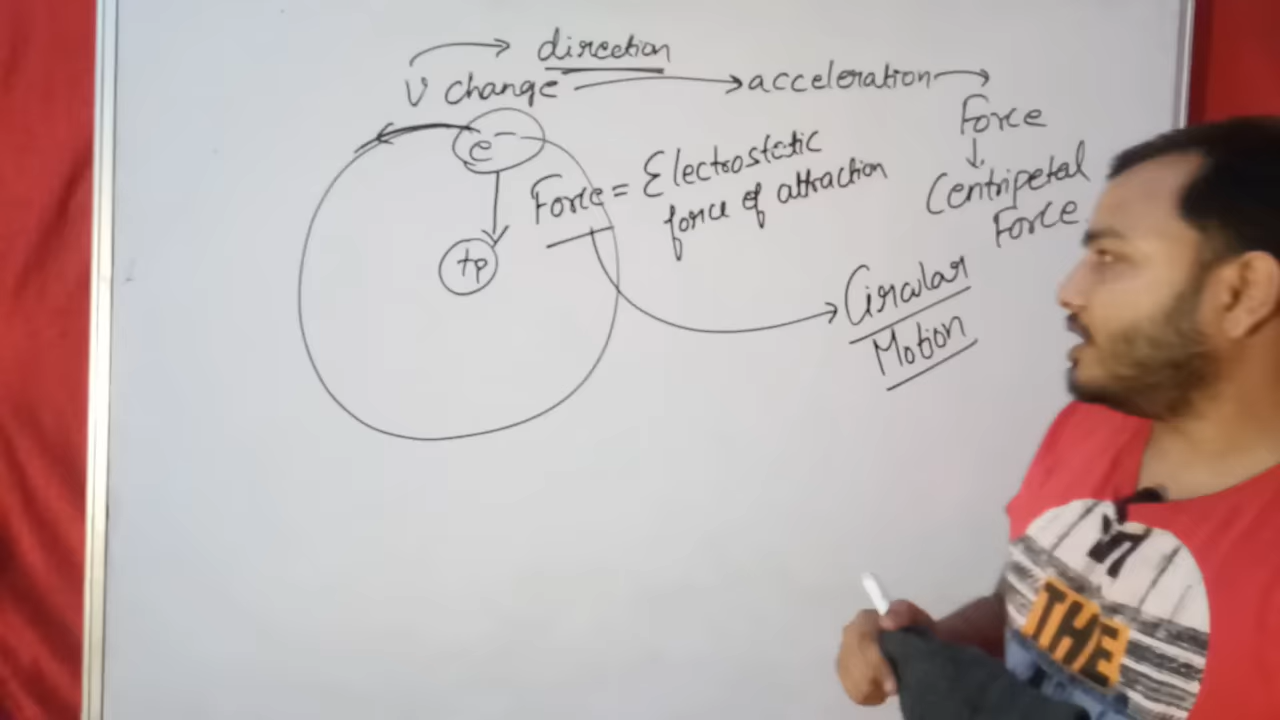 direction
V change
acceleration
Force
Centripetal
Force
e-
Force = Electrostatic
force of attraction
+p
Circular
Motion
THE